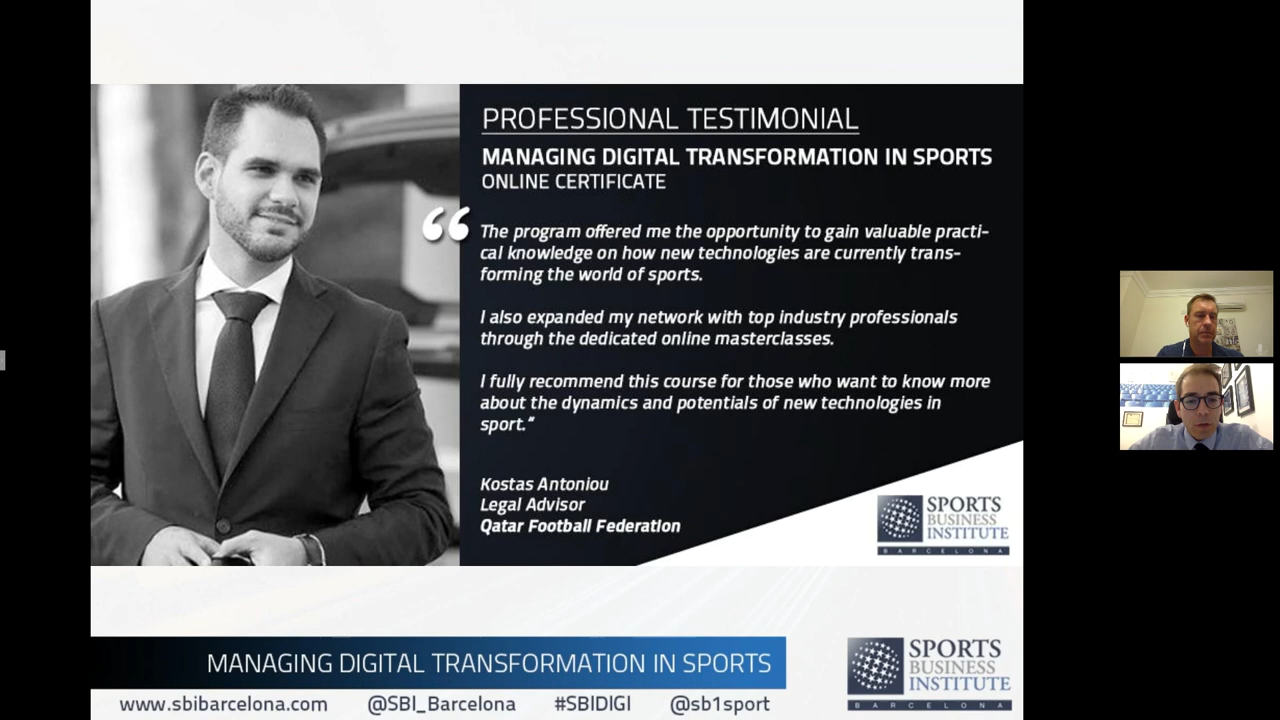 PROFESSIONAL TESTIMONIAL
MANAGING DIGITAL TRANSFORMATION IN SPORTS
ONLINE CERTIFICATE
“
The program offered me the opportunity to gain valuable practi-
cal knowledge on how new technologies are currently trans-
forming the world of sports.
I also expanded my network with top industry professionals
through the dedicated online masterclasses.
I fully recommend this course for those who want to know more
about the dynamics and potentials of new technologies in
sport.“
Kostas Antoniou
Legal Advisor
Qatar Football Federation
SPORTS
BUSINESS
INSTITUTE
BARCELONA
MANAGING DIGITAL TRANSFORMATION IN SPORTS
www.sbibarcelona.com @SBI_Barcelona #SBIDIGI @sb1sport
SPORTS
BUSINESS
INSTITUTE
BARCELONA